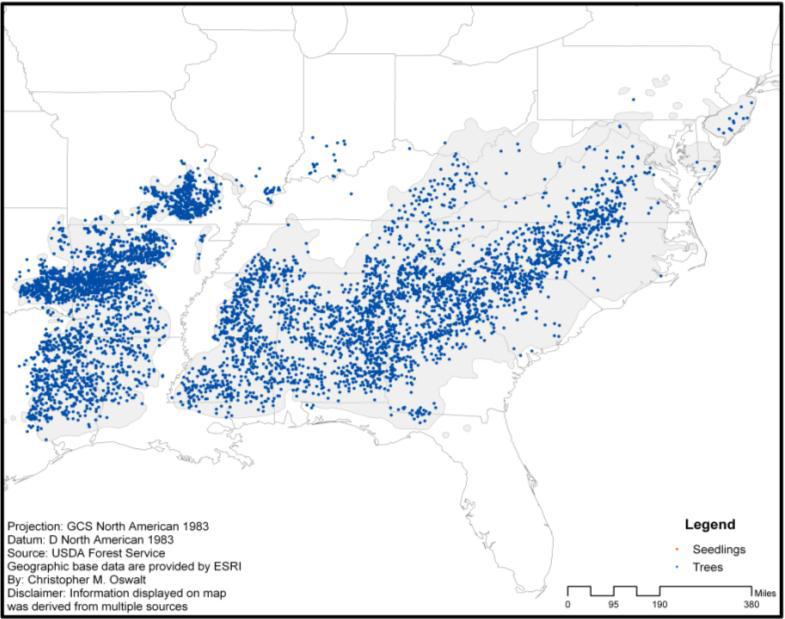 Projection: GCS North American 1983
Datum: D North American 1983
Source: USDA Forest Service
Geographic base data are provided by ESRI
By: Christopher M. Oswalt
Disclaimer: Information displayed on map
was derived from multiple sources
Legend
Seedlings
Trees
Miles
0 95 190 380